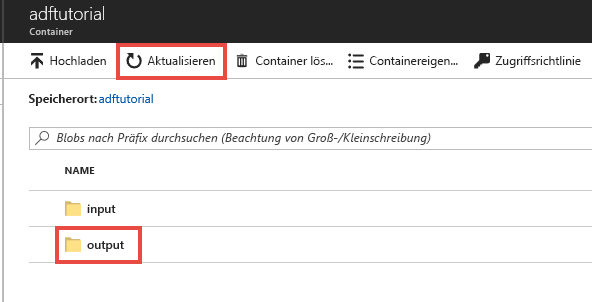 adftutorial
Container
Hochladen Aktualisieren Container lös... Containereigen... Zugriffsrichtlinie
Speicherort: adftutorial
Blobs nach Präfix durchsuchen (Beachtung von Groß-/Kleinschreibung)
NAME
input
output